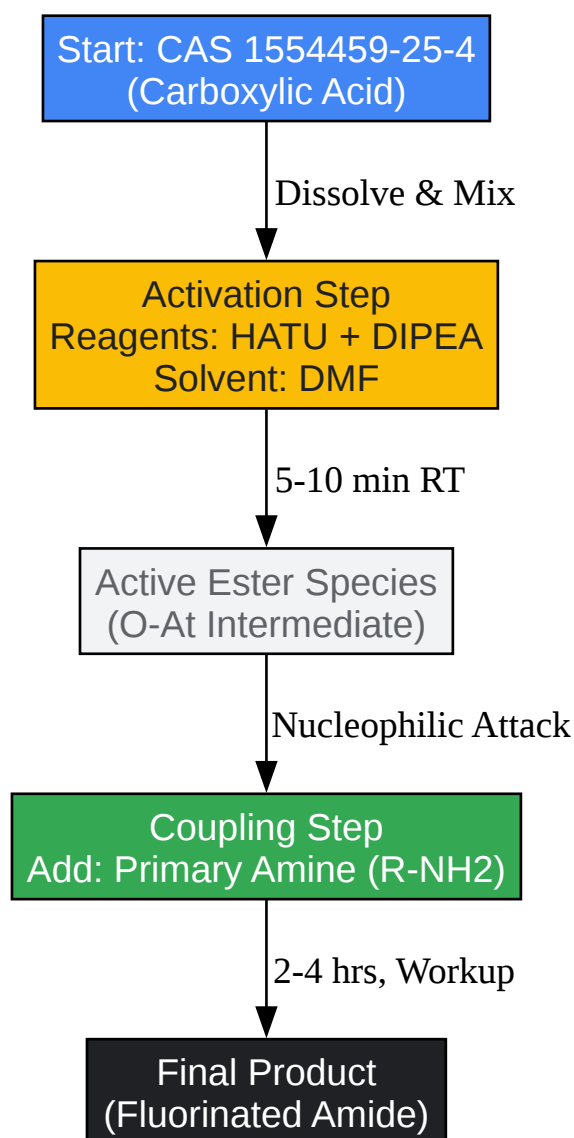 Start: CAS 1554459-25-4
(Carboxylic Acid)
Dissolve & Mix
Activation Step
Reagents: HATU + DIPEA
Solvent: DMF
5-10 min RT
Active Ester Species
(O-At Intermediate)
Nucleophilic Attack
Coupling Step
Add: Primary Amine (R-NH2)
2-4 hrs, Workup
Final Product
(Fluorinated Amide)